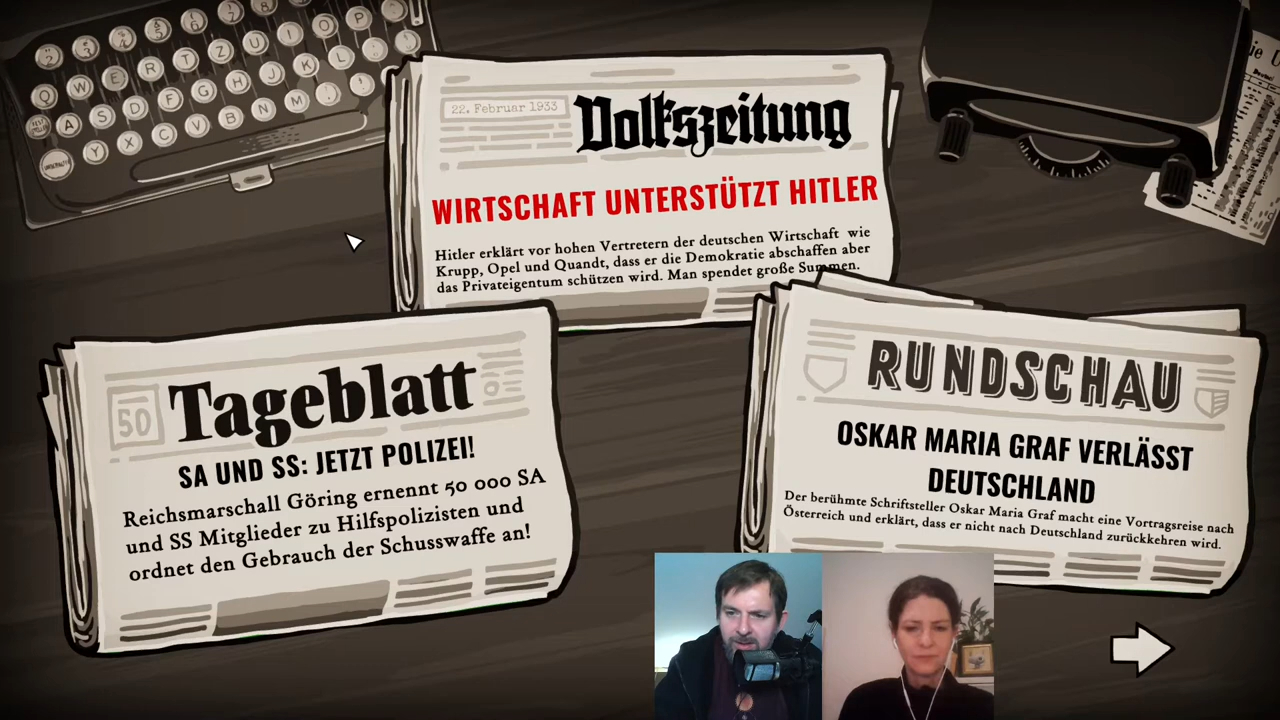 22. Februar 1933
Volkszeitung
WIRTSCHAFT UNTERSTÜTZT HITLER
Hitler erklärt vor hohen Vertretern der deutschen Wirtschaft wie
Krupp, Opel und Quandt, dass er die Demokratie abschaffen aber
das Privateigentum schützen wird. Man spendet große Summen.
50
Tageblatt
SA UND SS: JETZT POLIZEI!
Reichsmarschall Göring ernennt 50 000 SA
und SS Mitglieder zu Hilfspolizisten und
ordnet den Gebrauch der Schusswaffe an!
RUNDSCHAU
OSKAR MARIA GRAF VERLÄSST
DEUTSCHLAND
Der berühmte Schriftsteller Oskar Maria Graf macht eine Vortragsreise nach
Österreich und erklärt, dass er nicht nach Deutschland zurückkehren wird.
Q W E R T Z U I O P
A S D F G H J K L
Y X C V B N M